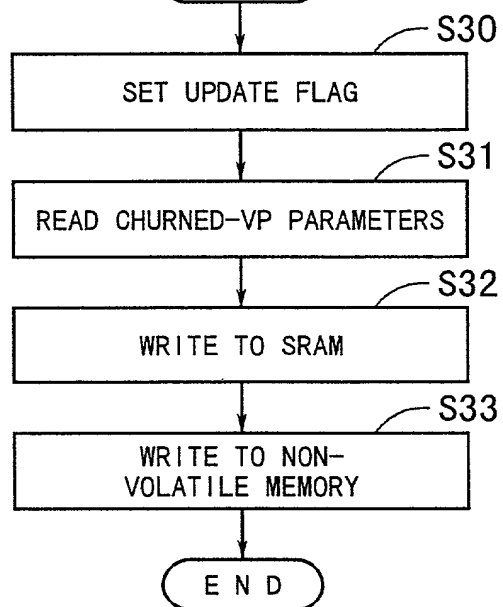 S30
SET UPDATE FLAG
S31
READ CHURNED-VP PARAMETERS
S32
WRITE TO SRAM
S33
WRITE TO NON-
VOLATILE MEMORY
END